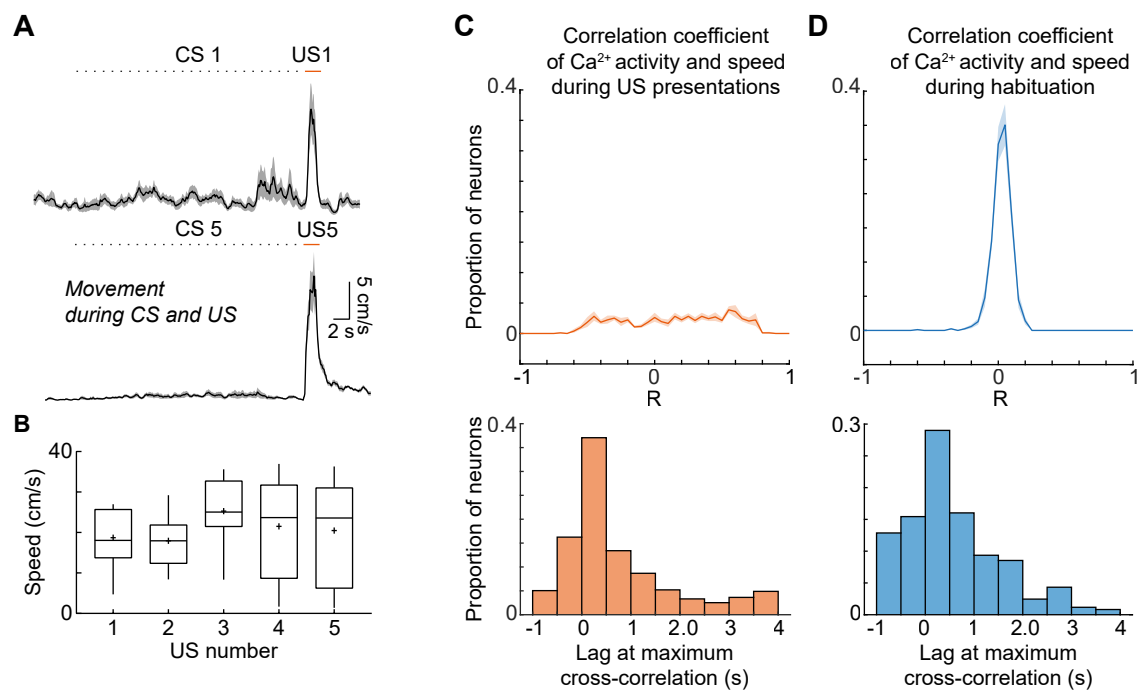 A
CS 1
US1
CS 5
US5
Movement
during CS and US
5 cm/s
2 s
B
Speed (cm/s)
40
0
1 2 3 4 5
US number
C
Correlation coefficient
of Ca²⁺ activity and speed
during US presentations
Proportion of neurons
0.4
0
-1 0 1
R
Proportion of neurons
0.4
0
-1 0 1 2.0 3 4
Lag at maximum
cross-correlation (s)
D
Correlation coefficient
of Ca²⁺ activity and speed
during habituation
0.4
0
-1 0 1
R
0.3
0
-1 0 1 2.0 3 4
Lag at maximum
cross-correlation (s)